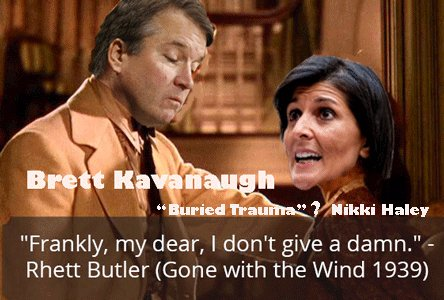 Brett Kavanaugh
"Buried Trauma" ? Nikki Haley
"Frankly, my dear, I don't give a damn." -
Rhett Butler (Gone with the Wind 1939)